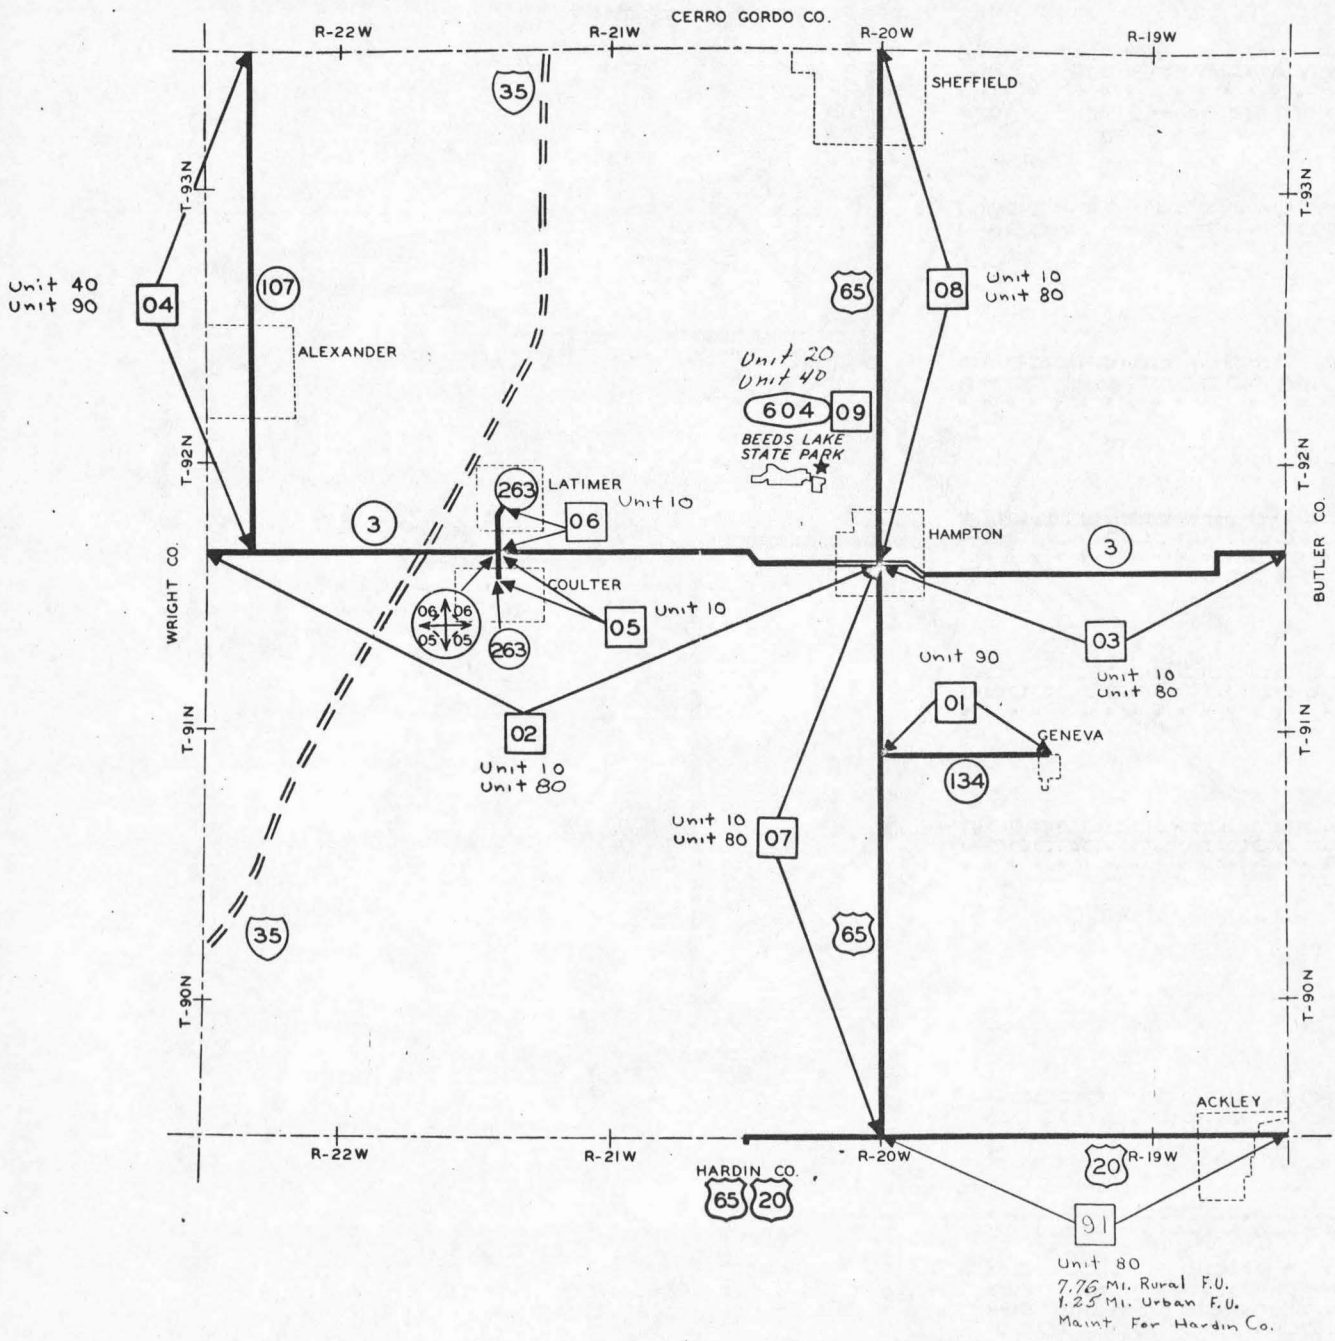 CERRO GORDO CO.
R-22W
R-21W
R-20W
R-19W
35
SHEFFIELD
T-93N
T-93N
Unit 40
Unit 90
04
107
65
08
Unit 10
Unit 80
ALEXANDER
Unit 20
Unit 40
604
09
BEEDS LAKE
STATE PARK
T-92N
T-92N
263
LATIMER
Unit 10
06
3
HAMPTON
3
WRIGHT CO.
BUTLER CO.
COULTER
06 06
05 05
263
05
Unit 10
03
Unit 10
Unit 80
Unit 90
01
GENEVA
134
T-91N
T-91N
02
Unit 10
Unit 80
Unit 10
Unit 80
07
65
35
T-90N
T-90N
ACKLEY
R-22W
R-21W
R-20W
R-19W
HARDIN CO.
65
20
20
91
Unit 80
7.76 Mi. Rural F.U.
1.25 Mi. Urban F.U.
Maint. For Hardin Co.